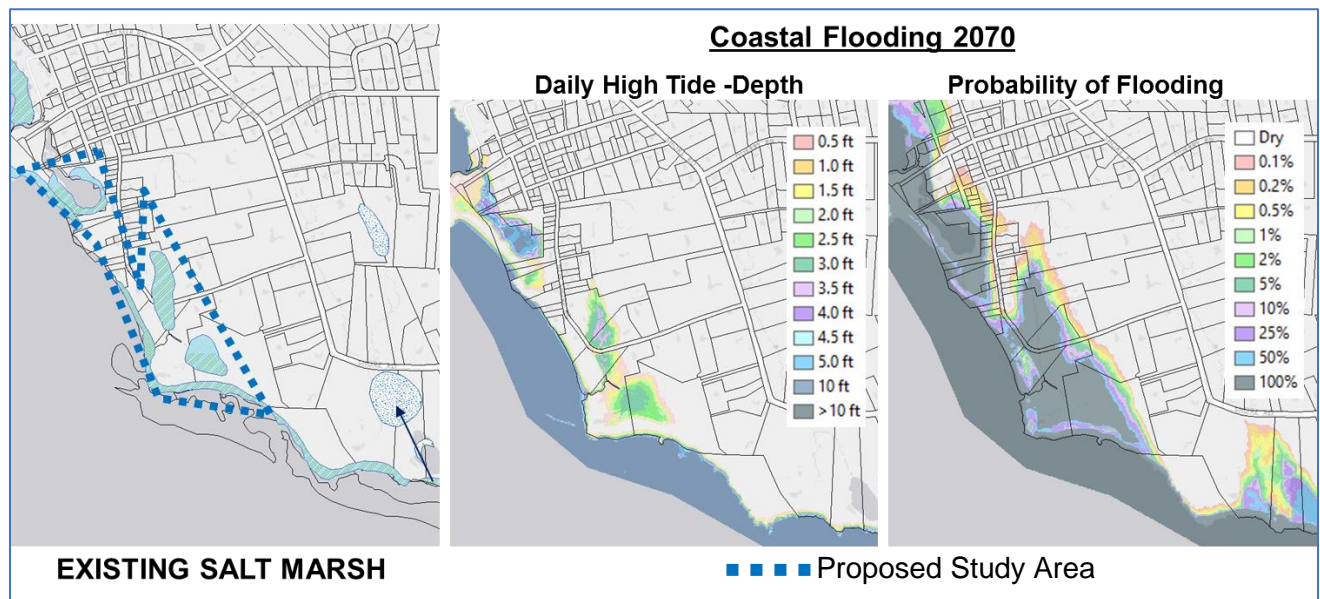 Coastal Flooding 2070
Daily High Tide -Depth
Probability of Flooding
0.5 ft
1.0 ft
1.5 ft
2.0 ft
2.5 ft
3.0 ft
3.5 ft
4.0 ft
4.5 ft
5.0 ft
10 ft
>10 ft
Dry
0.1%
0.2%
0.5%
1%
2%
5%
10%
25%
50%
100%
EXISTING SALT MARSH
Proposed Study Area